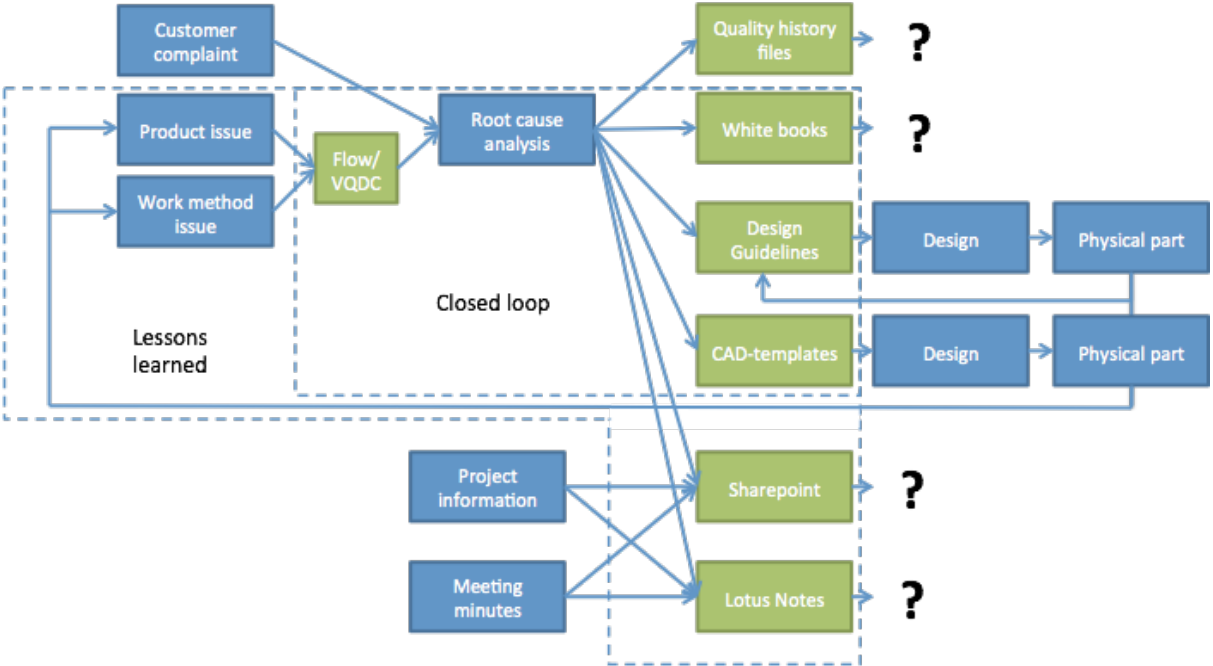 Customer
complaint
Quality history
files
?
Product issue
Root cause
analysis
White books
?
Flow/
VQDC
Work method
issue
Design
Guidelines
Design
Physical part
Closed loop
Lessons
learned
CAD-templates
Design
Physical part
Project
information
Sharepoint
?
Meeting
minutes
Lotus Notes
?